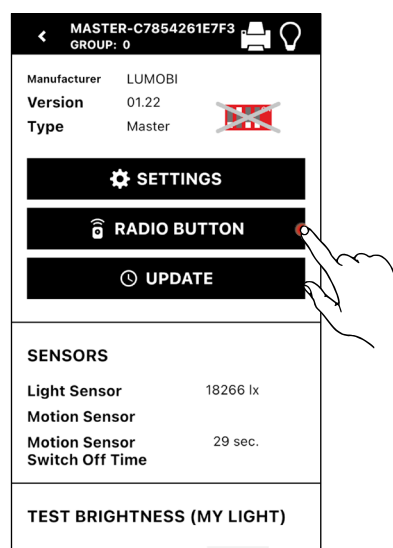 MASTER-C7854261E7F3
GROUP: 0
Manufacturer LUMOBI
Version 01.22
Type Master
SETTINGS
RADIO BUTTON
UPDATE
SENSORS
Light Sensor 18266 lx
Motion Sensor
Motion Sensor 29 sec.
Switch Off
Time
TEST BRIGHTNESS (MY LIGHT)